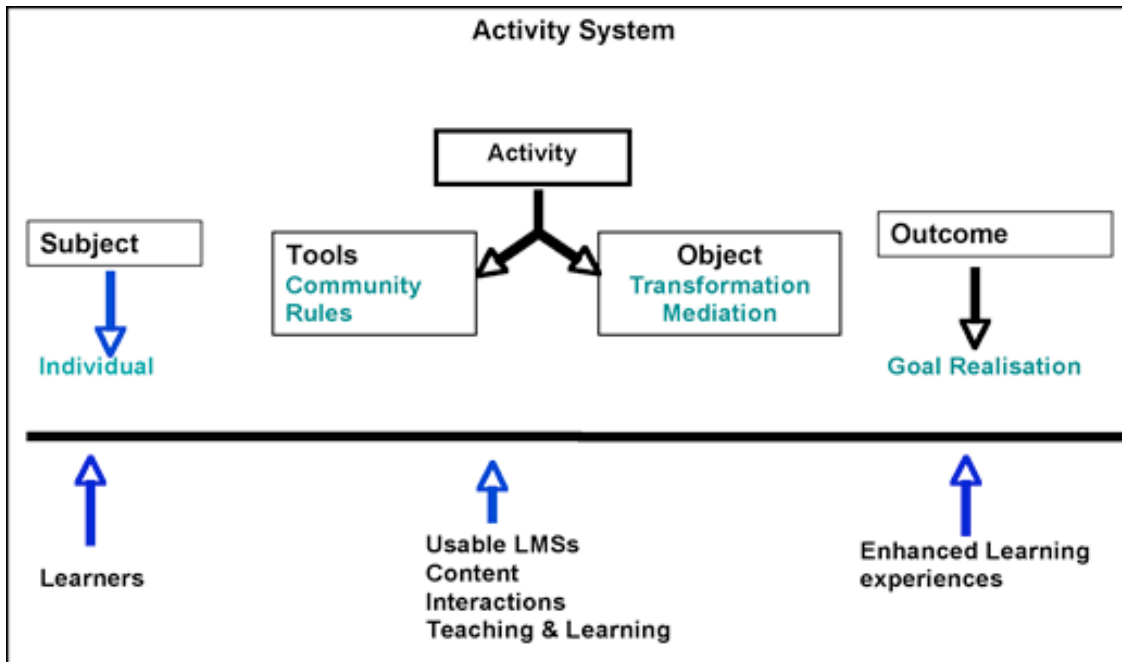 Activity System
Activity
Subject
Tools
Community
Rules
Object
Transformation
Mediation
Outcome
Individual
Goal Realisation
Learners
Usable LMSs
Content
Interactions
Teaching & Learning
Enhanced Learning
experiences